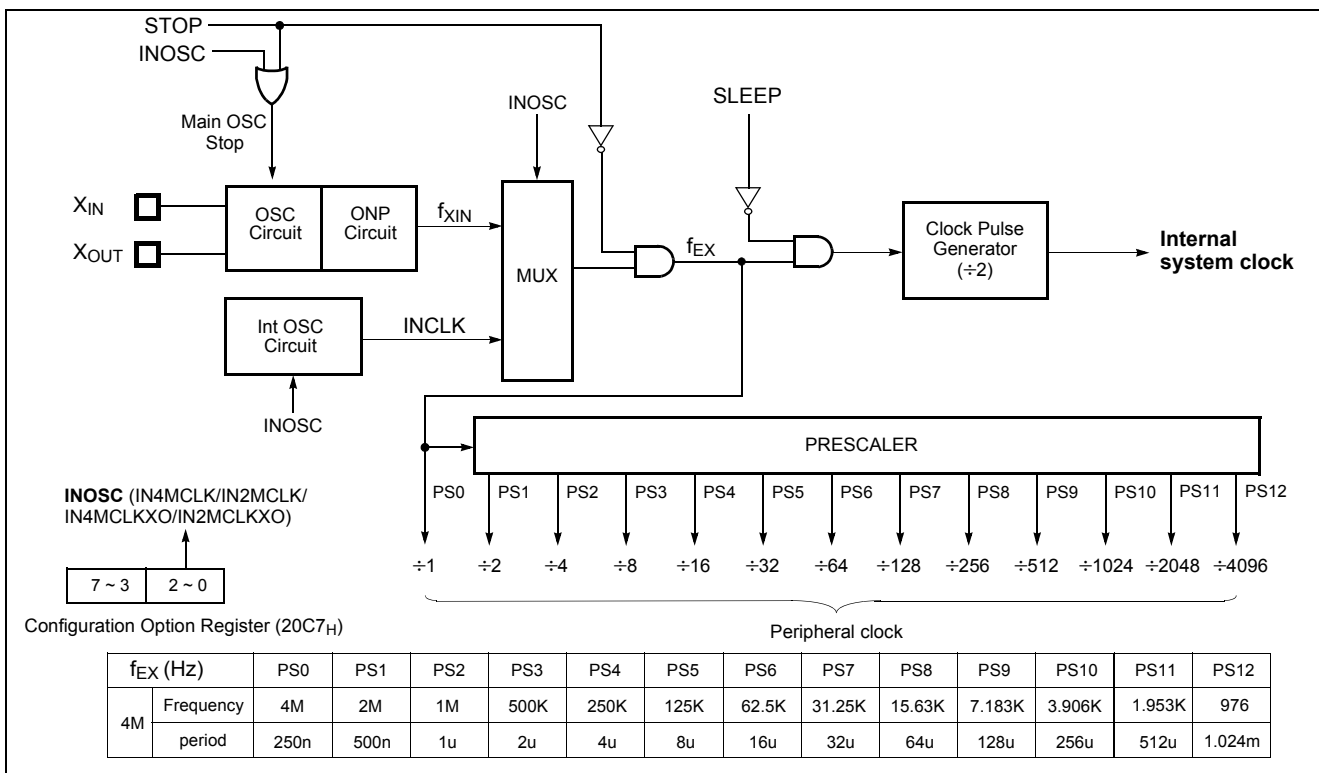 STOP
INOSC
Main OSC
Stop
INOSC
SLEEP
XIN
XOUT
OSC
Circuit
ONP
Circuit
fXIN
MUX
fEX
Clock Pulse
Generator
(÷2)
Internal
system clock
Int OSC
Circuit
INCLK
INOSC
PRESCALER
PS0 PS1 PS2 PS3 PS4 PS5 PS6 PS7 PS8 PS9 PS10 PS11 PS12
÷1 ÷2 ÷4 ÷8 ÷16 ÷32 ÷64 ÷128 ÷256 ÷512 ÷1024 ÷2048 ÷4096
Peripheral clock
INOSC (IN4MCLK/IN2MCLK/
IN4MCLKXO/IN2MCLKXO)
7 ~ 3 2 ~ 0
Configuration Option Register (20C7H)
fEX (Hz) PS0 PS1 PS2 PS3 PS4 PS5 PS6 PS7 PS8 PS9 PS10 PS11 PS12
4M Frequency 4M 2M 1M 500K 250K 125K 62.5K 31.25K 15.63K 7.183K 3.906K 1.953K 976
period 250n 500n 1u 2u 4u 8u 16u 32u 64u 128u 256u 512u 1.024m